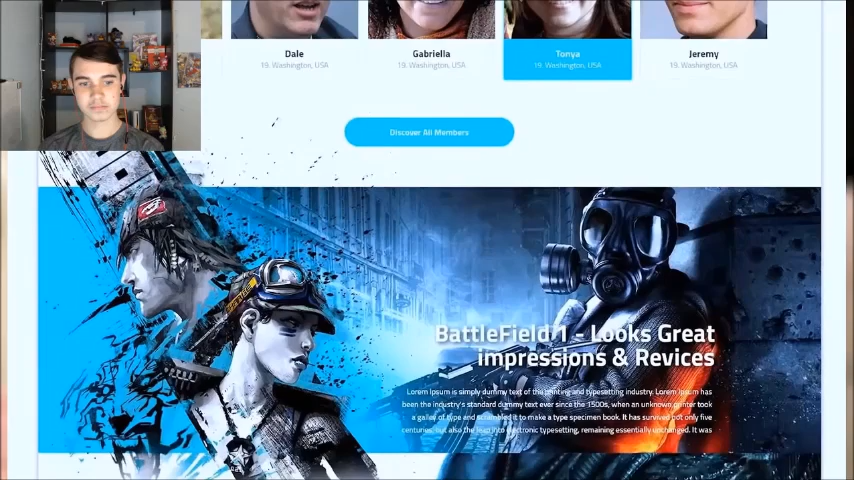 Dale
Gabriella
Tonya
Jeremy
19. Washington, USA
19. Washington, USA
19. Washington, USA
19. Washington, USA
Discover All Members
BattleField 1 - Looks Great
impressions & Revices
Lorem Ipsum is simply dummy text of the printing and typesetting industry. Lorem Ipsum has
been the industry's standard dummy text ever since the 1500s, when an unknown printer took
a galley of type and scrambled it to make a type specimen book. It has survived not only five
centuries, but also the leap into electronic typesetting, remaining essentially unchanged. It was